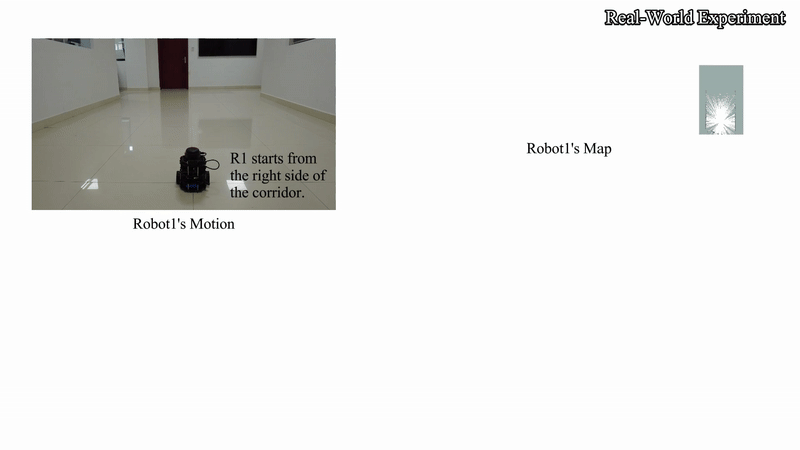 Real-World Experiment
R1 starts from
the right side of
the corridor.
Robot1's Motion
Robot1's Map